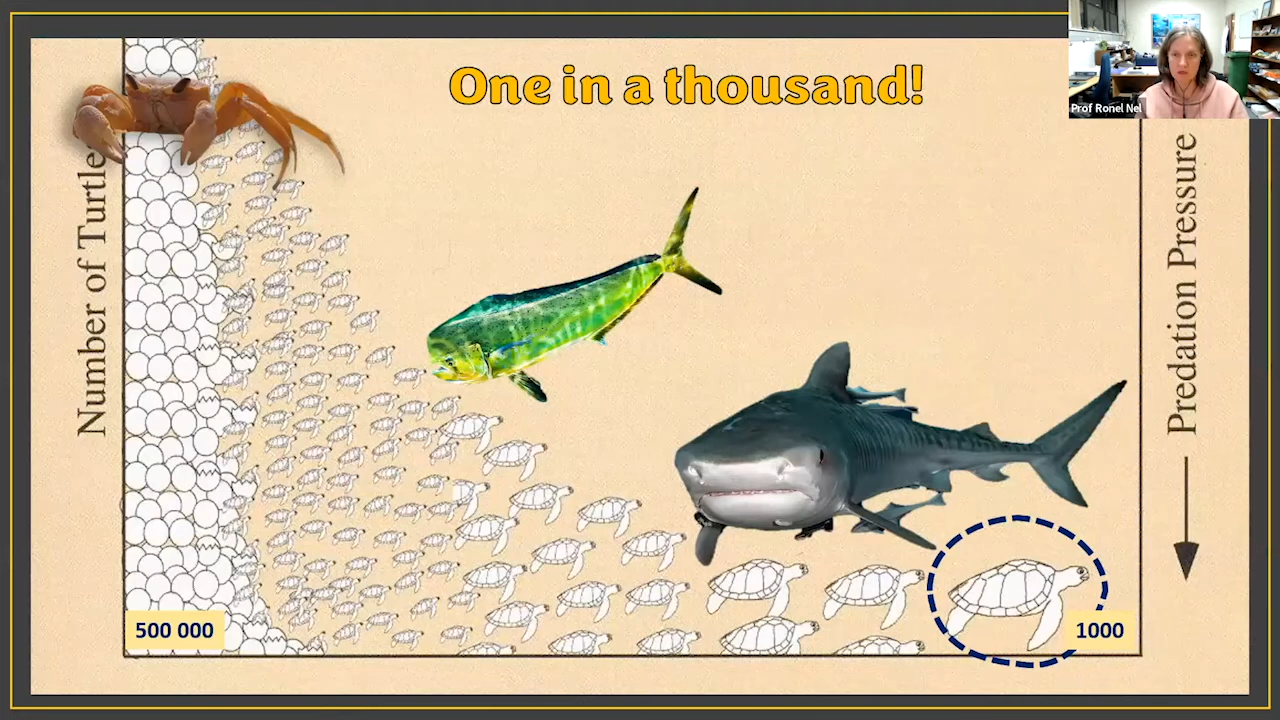 One in a thousand!
Prof Ronel Nel
Number of Turtle
Predation Pressure
500 000
1000